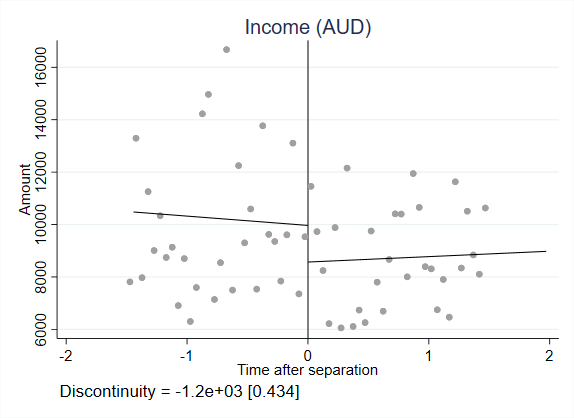 Income (AUD)
16000
14000
12000
10000
8000
6000
Amount
-2 -1 0 1 2
Time after separation
Discontinuity = -1.2e+03 [0.434]